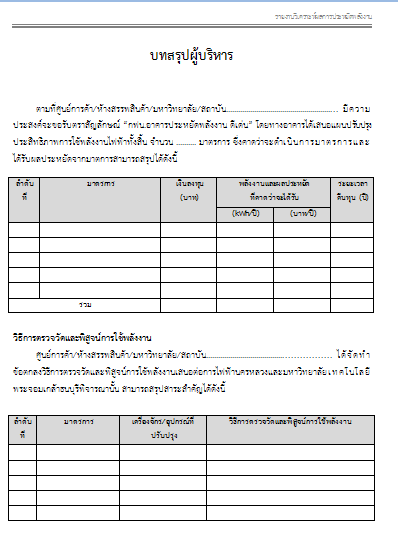 รายงานวิเคราะห์ผลการประหยัดพลังงาน
บทสรุปผู้บริหาร
ตามที่ศูนย์การค้า/ห้างสรรพสินค้า/มหาวิทยาลัย/สถาบัน............................................................ มีความ
ประสงค์จะขอรับตราสัญลักษณ์ "กฟน.อาคารประหยัดพลังงาน ดีเด่น" โดยทางอาคารได้เสนอแผนปรับปรุง
ประสิทธิภาพการใช้พลังงานไฟฟ้าทั้งสิ้น จำนวน .......... มาตรการ ซึ่งคาดว่าจะดำเนินการมาตรการและ
ได้รับผลประหยัดจากมาตการสามารถสรุปได้ดังนี้
ลำดับ มาตรการ เงินลงทุน พลังงานและผลประหยัด ระยะเวลา
ที่ (บาท) ที่คาดว่าจะได้รับ คืนทุน (ปี)
(kWh/ปี) (บาท/ปี)
รวม
วิธีการตรวจวัดและพิสูจน์การใช้พลังงาน
ศูนย์การค้า/ห้างสรรพสินค้า/มหาวิทยาลัย/สถาบัน............................................................ ได้จัดทำ
ข้อตกลงวิธีการตรวจวัดและพิสูจน์การใช้พลังงานเสนอต่อการไฟฟ้านครหลวงและมหาวิทยาลัยเทคโนโลยี
พระจอมเกล้าธนบุรีพิจารณานั้น สามารถสรุปสาระสำคัญได้ดังนี้
ลำดับ มาตรการ เครื่องจักร/อุปกรณ์ที่ วิธีการตรวจวัดและพิสูจน์การใช้พลังงาน
ที่ ปรับปรุง